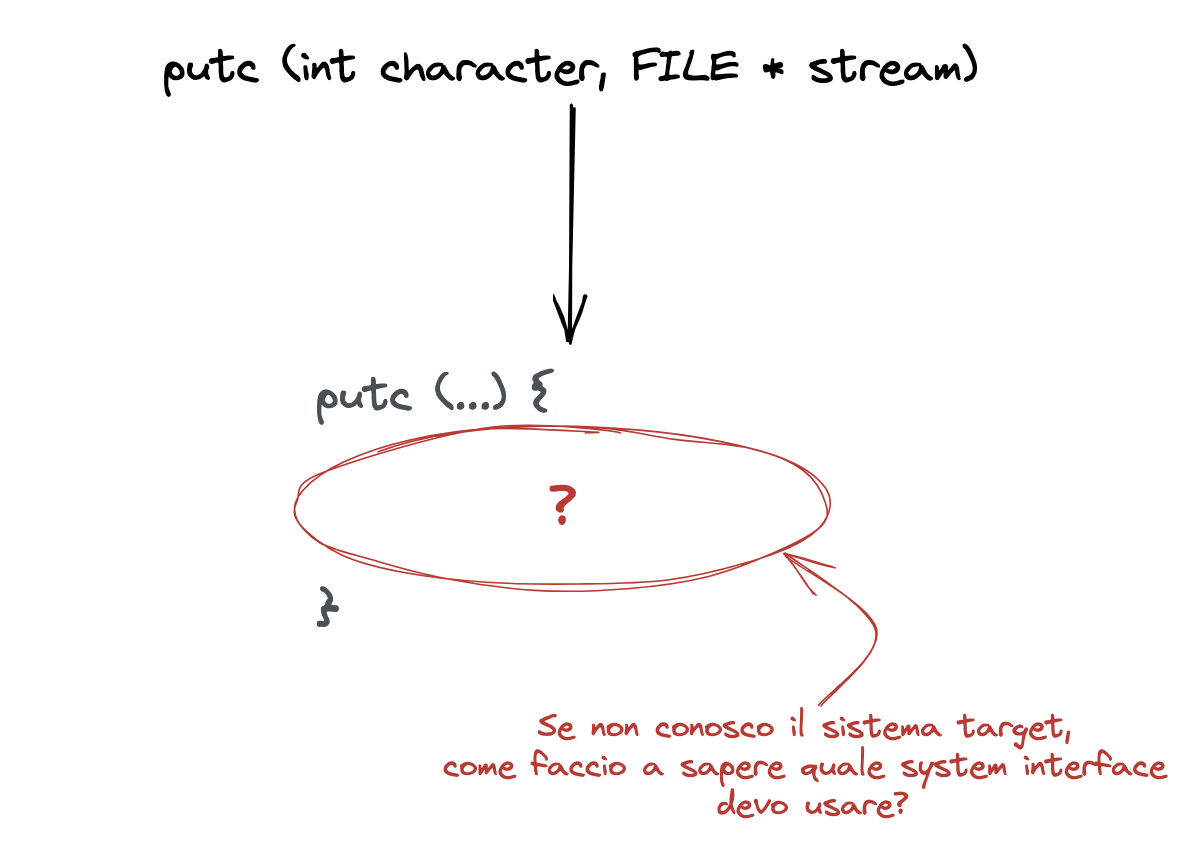 putc (int character, FILE * stream)
putc (...) {
?
}
Se non conosco il sistema target,
come faccio a sapere quale system interface
devo usare?